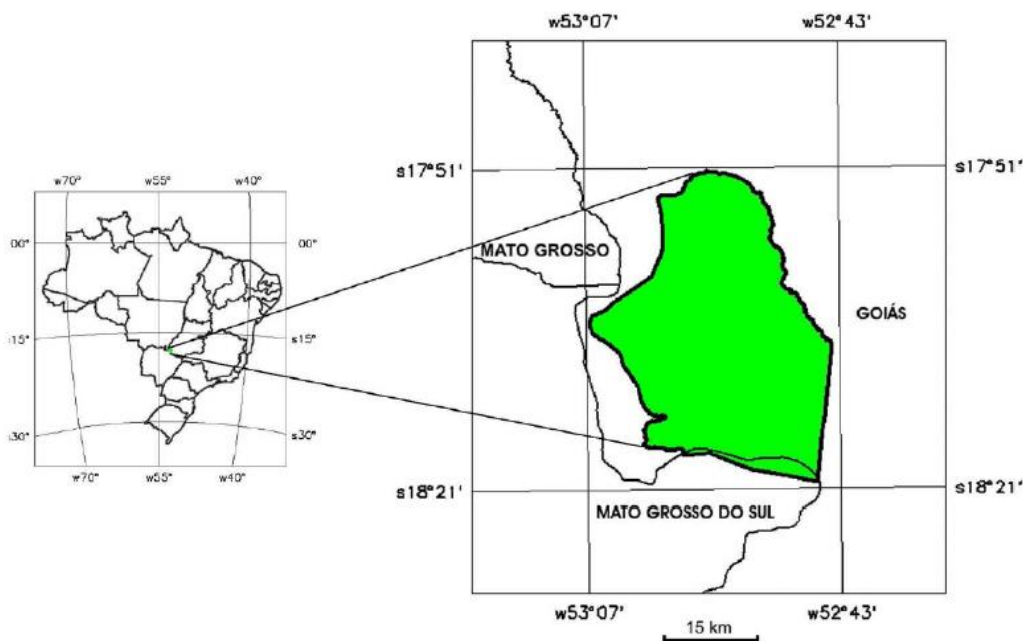 w53°07' w52°43'
s17°51' s17°51'
w70° w55° w40°
00° 00°
MATO GROSSO
GOIÁS
s15° s15°
s30° s30°
w70° w55° w40°
s18°21' s18°21'
MATO GROSSO DO SUL
w53°07' w52°43'
15 km